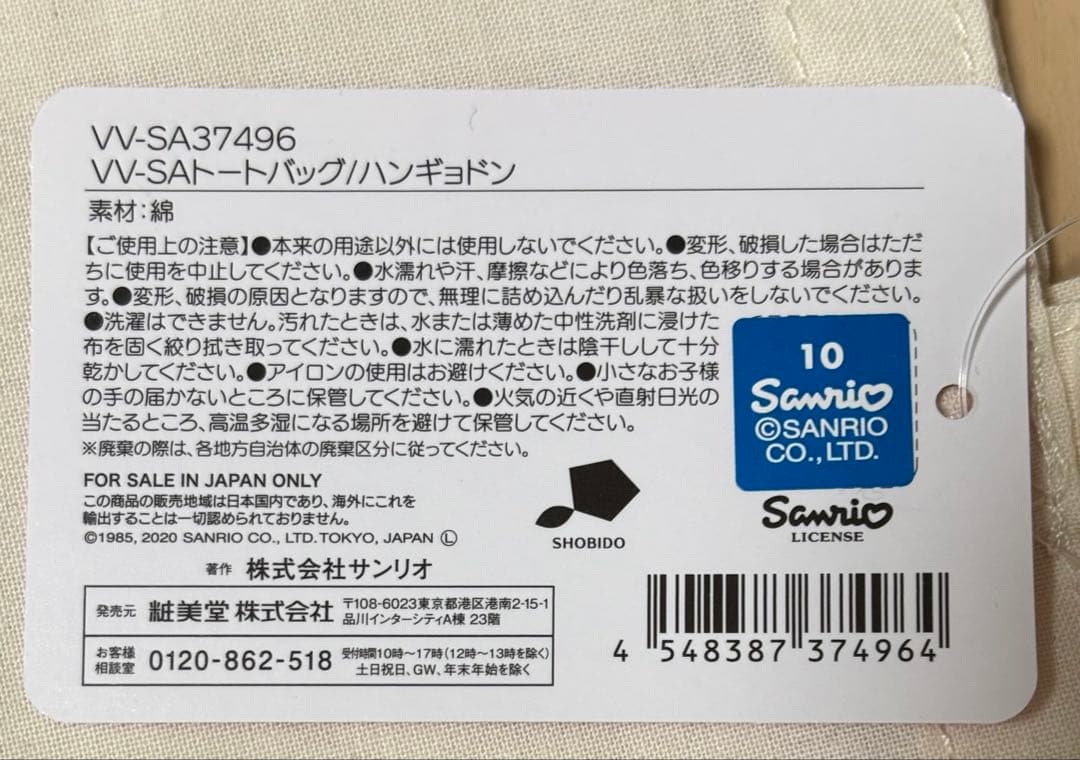 VV-SA37496
VV-SAトートバッグ/ハンギョドン
素材：綿
【ご使用上の注意】●本来の用途以外には使用しないでください。●変形、破損した場合はただ
ちに使用を中止してください。●水濡れや汗、摩擦などにより色落ち、色移りする場合がありま
す。●変形、破損の原因となりますので、無理に詰め込んだり乱暴な扱いをしないでください。
●洗濯はできません。汚れたときは、水または薄めた中性洗剤に浸けた
布を固く絞り拭き取ってください。●水に濡れたときは陰干しして十分
乾かしてください。●アイロンの使用はお避けください。●小さなお子様
の手の届かないところに保管してください。●火気の近くや直射日光の
当たるところ、高温多湿になる場所を避けて保管してください。
※廃棄の際は、各地方自治体の廃棄区分に従ってください。
10
Sanrio
©SANRIO
CO.,LTD.
FOR SALE IN JAPAN ONLY
この商品の販売地域は日本国内であり、海外にこれを
輸出することは一切認められておりません。
©1985, 2020 SANRIO CO., LTD. TOKYO, JAPAN Ⓛ
SHOBIDO
Sanrio
LICENSE
著作 株式会社サンリオ
発売元 粧美堂 株式会社 〒108-6023東京都港区港南2-15-1
品川インターシティA棟 23階
お客様
相談室 0120-862-518 受付時間10時～17時（12時～13時を除く）
土日祝日、GW、年末年始を除く
4 548387 374964